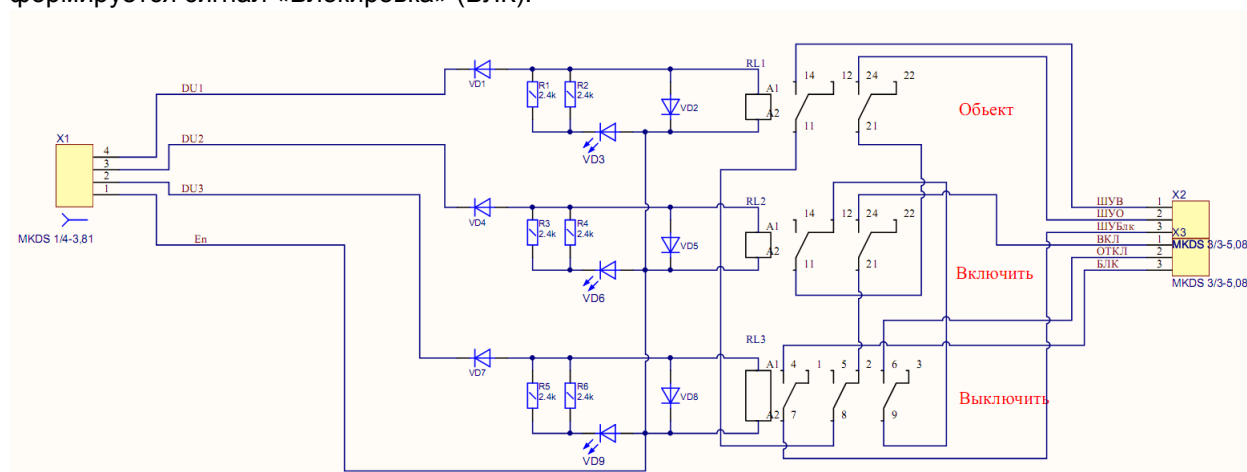 формируется сигнал «Блокировка» (БЛК).
RL1
14
12
24
22
A1
A2
11
21
Объект
VD1
R1
2.4k
R2
2.4k
VD2
VD3
DU1
X1
4
3
2
1
DU2
DU3
En
MKDS 1/4-3,81
VD4
R3
2.4k
R4
2.4k
VD5
VD6
RL2
14
12
24
22
A1
A2
11
21
Включить
ШУВ
ШУО
ШУБлк
ВКЛ
ОТКЛ
БЛК
X2
1
2
3
X3
1
2
3
MKDS 3/3-5,08
MKDS 3/3-5,08
VD7
R5
2.4k
R6
2.4k
VD8
VD9
RL3
A1
A2
4
1
5
2
6
3
7
8
9
Выключить